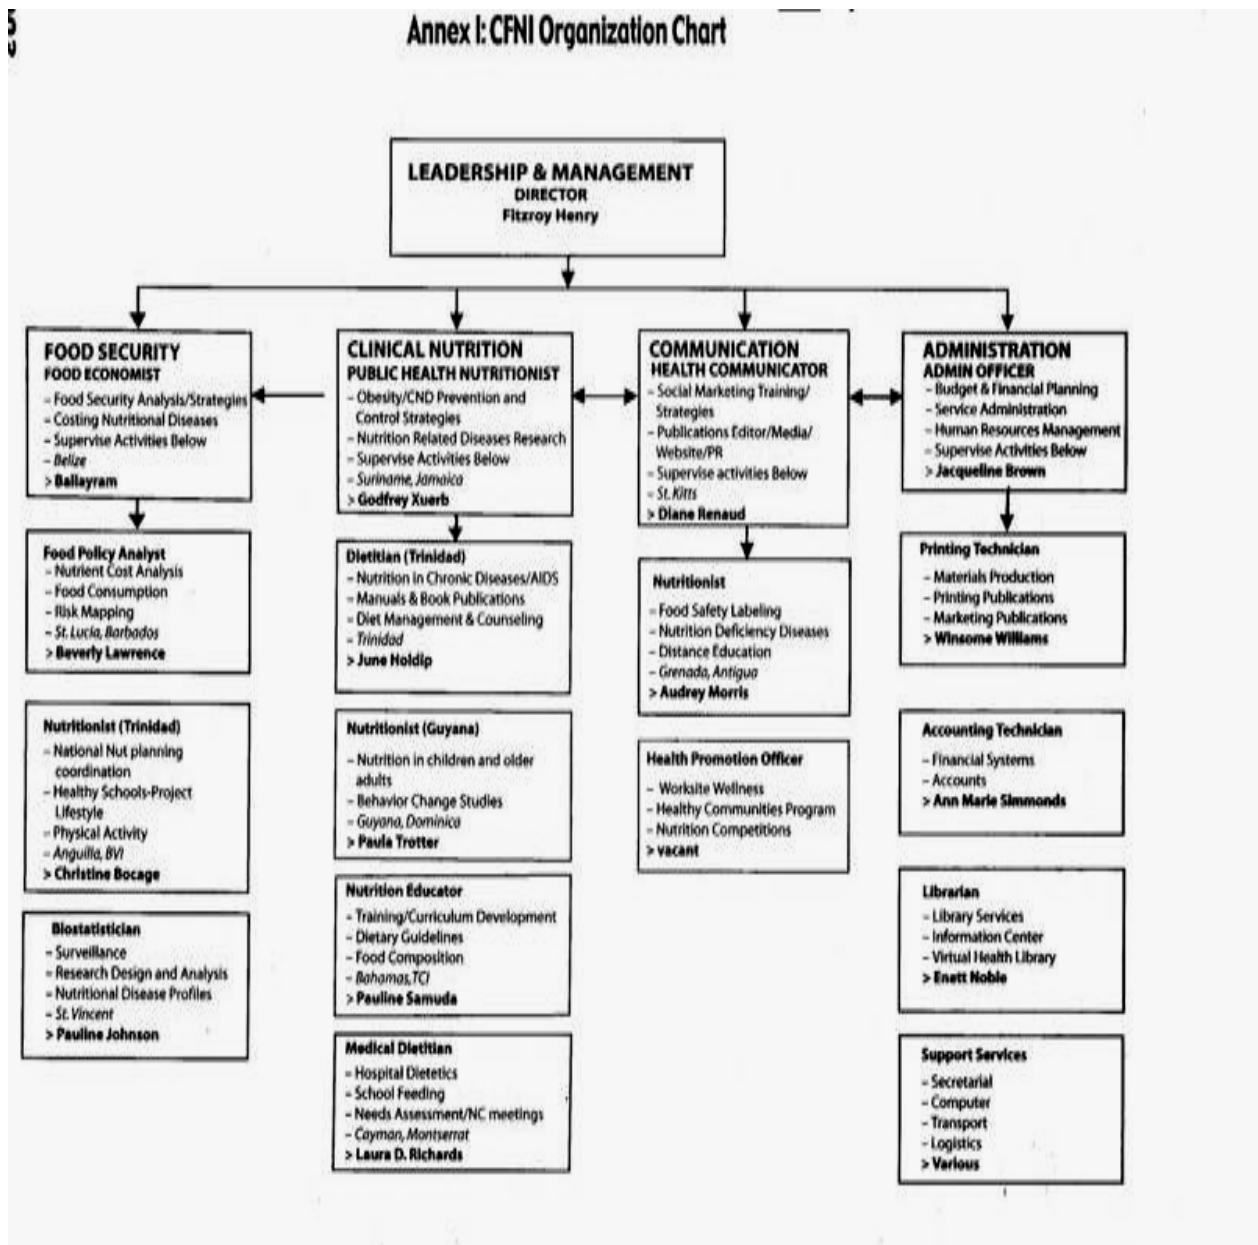 Annex I: CFNI Organization Chart
LEADERSHIP & MANAGEMENT
DIRECTOR
Fitzroy Henry
FOOD SECURITY
FOOD ECONOMIST
– Food Security Analysis/Strategies
– Costing Nutritional Diseases
– Supervise Activities Below
– Belize
> Ballayram
Food Policy Analyst
– Nutrient Cost Analysis
– Food Consumption
– Risk Mapping
– St. Lucia, Barbados
> Beverly Lawrence
Nutritionist (Trinidad)
– National Nut planning
coordination
– Healthy Schools-Project
Lifestyle
– Physical Activity
– Anguilla, BVI
> Christine Bocage
Biostatistician
– Surveillance
– Research Design and Analysis
– Nutritional Disease Profiles
– St. Vincent
> Pauline Johnson
CLINICAL NUTRITION
PUBLIC HEALTH NUTRITIONIST
– Obesity/CND Prevention and
Control Strategies
– Nutrition Related Diseases Research
– Supervise Activities Below
– Suriname, Jamaica
> Godfrey Xuerb
Dietitian (Trinidad)
– Nutrition in Chronic Diseases/AIDS
– Manuals & Book Publications
– Diet Management & Counseling
– Trinidad
> June Holdip
Nutritionist (Guyana)
– Nutrition in children and older
adults
– Behavior Change Studies
– Guyana, Dominica
> Paula Trotter
Nutrition Educator
– Training/Curriculum Development
– Dietary Guidelines
– Food Composition
– Bahamas, TCI
> Pauline Samuda
Medical Dietitian
– Hospital Dietetics
– School Feeding
– Needs Assessment/NC meetings
– Cayman, Montserrat
> Laura D. Richards
COMMUNICATION
HEALTH COMMUNICATOR
– Social Marketing Training/
Strategies
– Publications Editor/Media/
Website/PR
– Supervise activities Below
– St. Kitts
> Diane Renaud
Nutritionist
– Food Safety Labeling
– Nutrition Deficiency Diseases
– Distance Education
– Grenada, Antigua
> Audrey Morris
Health Promotion Officer
– Worksite Wellness
– Healthy Communities Program
– Nutrition Competitions
> vacant
ADMINISTRATION
ADMIN OFFICER
– Budget & Financial Planning
– Service Administration
– Human Resources Management
– Supervise Activities Below
> Jacqueline Brown
Printing Technician
– Materials Production
– Printing Publications
– Marketing Publications
> Winsome Williams
Accounting Technician
– Financial Systems
– Accounts
> Ann Marie Simmonds
Librarian
– Library Services
– Information Center
– Virtual Health Library
> Enett Noble
Support Services
– Secretarial
– Computer
– Transport
– Logistics
> Various